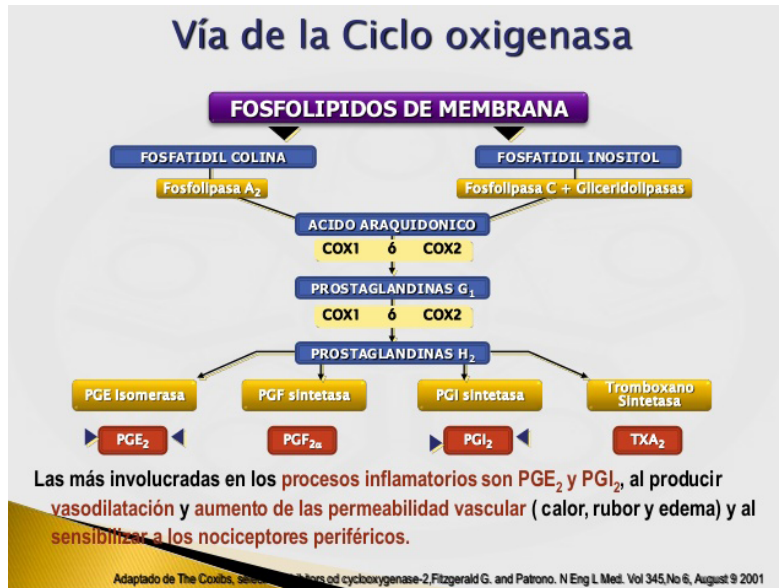 Vía de la Ciclo oxigenasa
FOSFOLIPIDOS DE MEMBRANA
FOSFATIDIL COLINA
FOSFATIDIL INOSITOL
Fosfolipasa A₂
Fosfolipasa C + Gliceridolipasas
ACIDO ARAQUIDONICO
COX1 ó COX2
PROSTAGLANDINAS G₁
COX1 ó COX2
PROSTAGLANDINAS H₂
PGE Isomerasa
PGF sintetasa
PGI sintetasa
Tromboxano
Sintetasa
PGE₂
PGF₂α
PGI₂
TXA₂
Las más involucradas en los procesos inflamatorios son PGE₂ y PGI₂, al producir
vasodilatación y aumento de las permeabilidad vascular ( calor, rubor y edema) y al
sensibilizar a los nociceptores periféricos.
Adaptado de The Coxibs, od cyclooxygenase-2,Fitzgerald G. and Patrono. N Eng L Med. Vol 345,No 6, August 9 2001